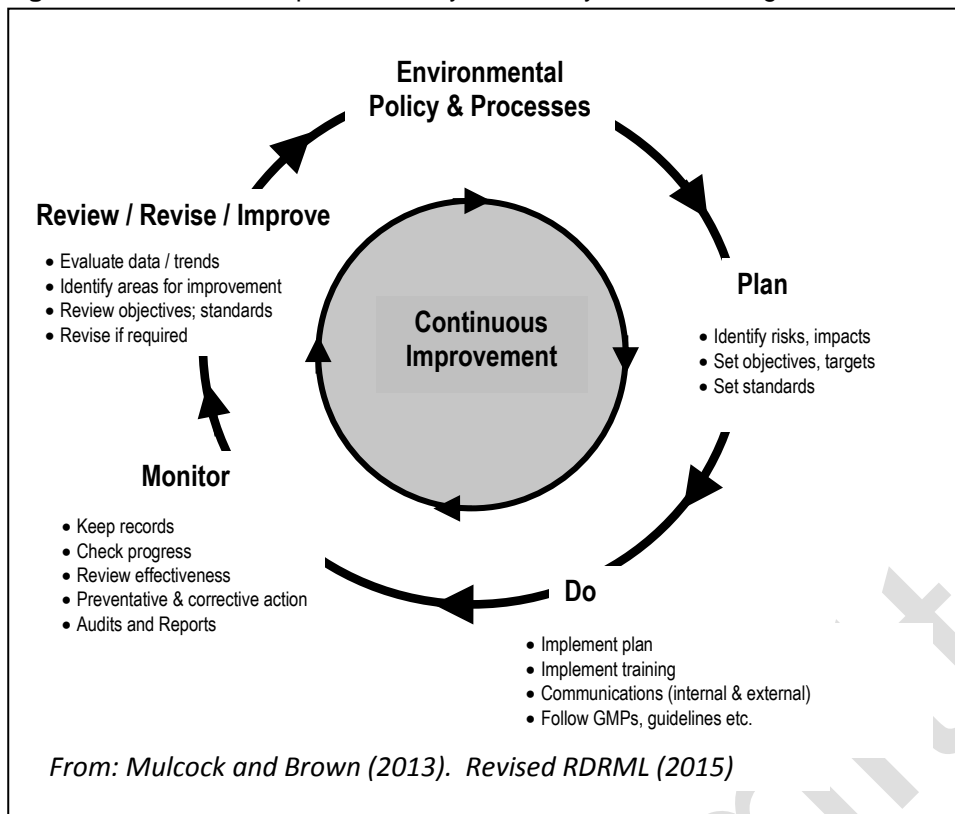 Environmental
Policy & Processes
Review / Revise / Improve
• Evaluate data / trends
• Identify areas for improvement
• Review objectives; standards
• Revise if required
Plan
• Identify risks, impacts
• Set objectives, targets
• Set standards
Continuous
Improvement
Monitor
• Keep records
• Check progress
• Review effectiveness
• Preventative & corrective action
• Audits and Reports
Do
• Implement plan
• Implement training
• Communications (internal & external)
• Follow GMPs, guidelines etc.
From: Mulcock and Brown (2013). Revised RDRML (2015)